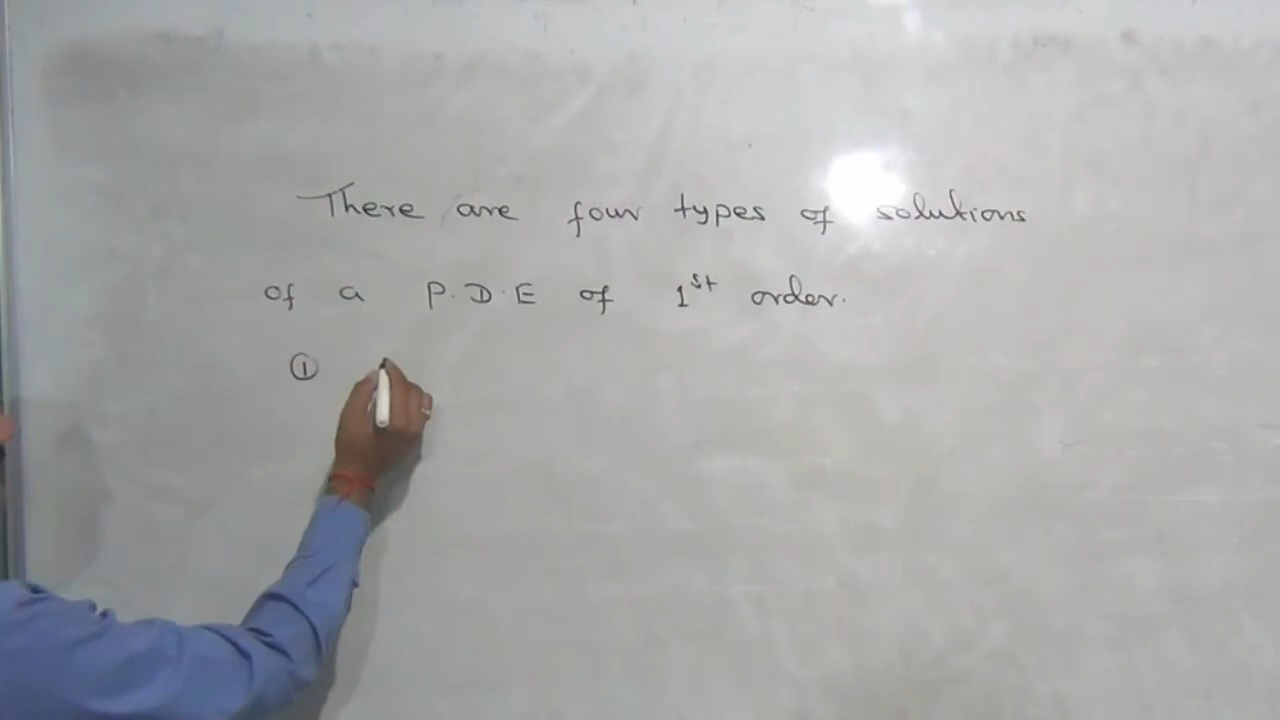 There are four types of solutions
of a P.D.E of 1st order.
①